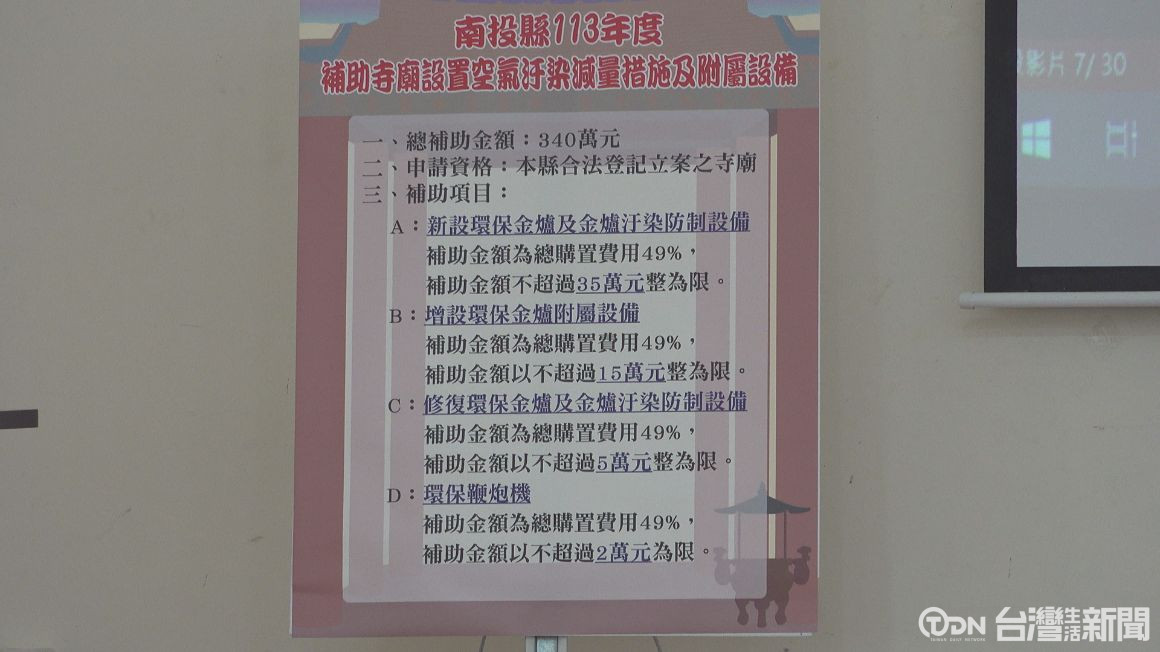 南投縣113年度
補助寺廟設置空氣汙染減量措施及附屬設備
一、總補助金額：340萬元
二、申請資格：本縣合法登記立案之寺廟
三、補助項目：
A：新設環保金爐及金爐汙染防制設備
補助金額為總購置費用49%，
補助金額不超過35萬元整為限。
B：增設環保金爐附屬設備
補助金額為總購置費用49%，
補助金額以不超過15萬元整為限。
C：修復環保金爐及金爐汙染防制設備
補助金額為總購置費用49%，
補助金額以不超過5萬元整為限。
D：環保鞭炮機
補助金額為總購置費用49%，
補助金額以不超過2萬元為限。
影片 7/30
TDN 台灣生活新聞
TAIWAN DAILY NETWORK